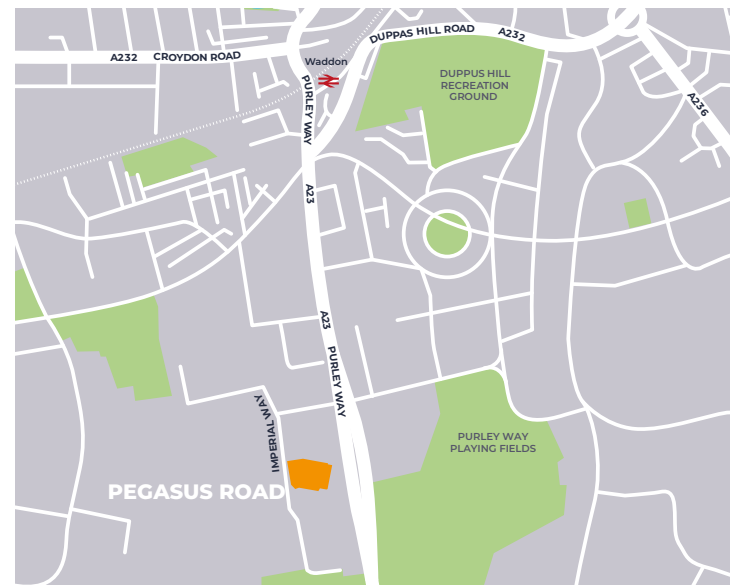 DUPPAS HILL ROAD
A232
A232 CROYDON ROAD
Waddon
DUPPUS HILL
RECREATION
GROUND
A236
PURLEY WAY
A23
A23
PURLEY WAY
IMPERIAL WAY
PURLEY WAY
PLAYING FIELDS
PEGASUS ROAD